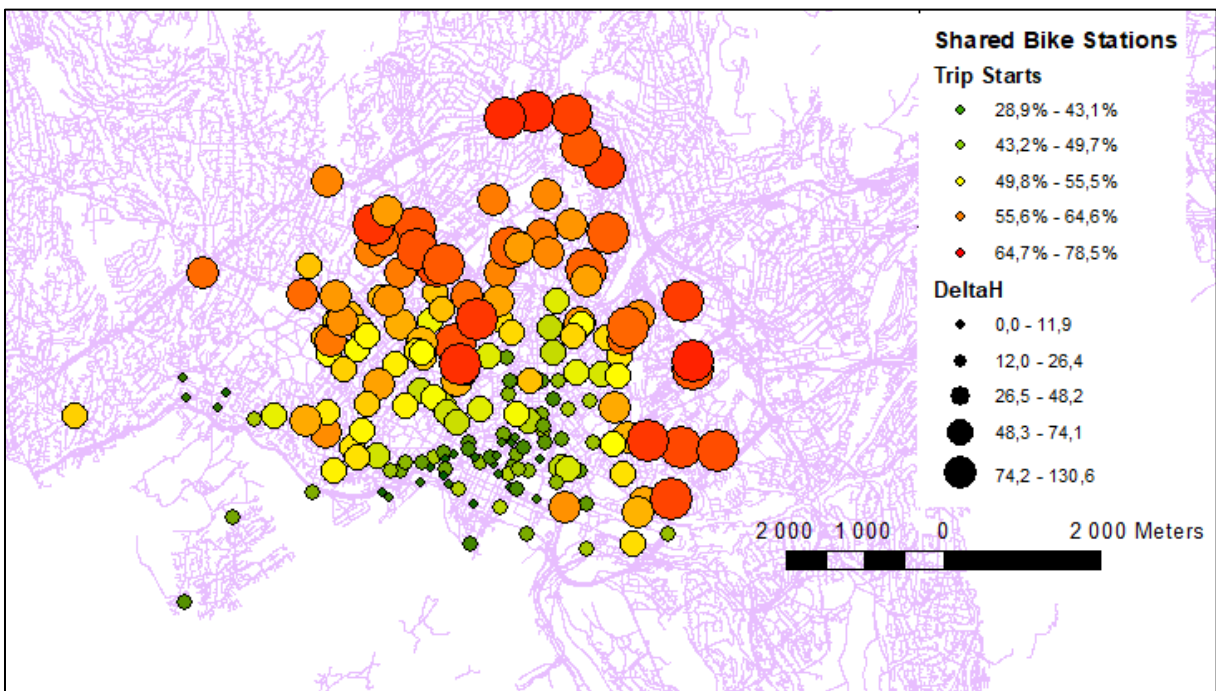 Shared Bike Stations
Trip Starts
28,9% - 43,1%
43,2% - 49,7%
49,8% - 55,5%
55,6% - 64,6%
64,7% - 78,5%
DeltaH
0,0 - 11,9
12,0 - 26,4
26,5 - 48,2
48,3 - 74,1
74,2 - 130,6
2 000 1 000 0 2 000 Meters